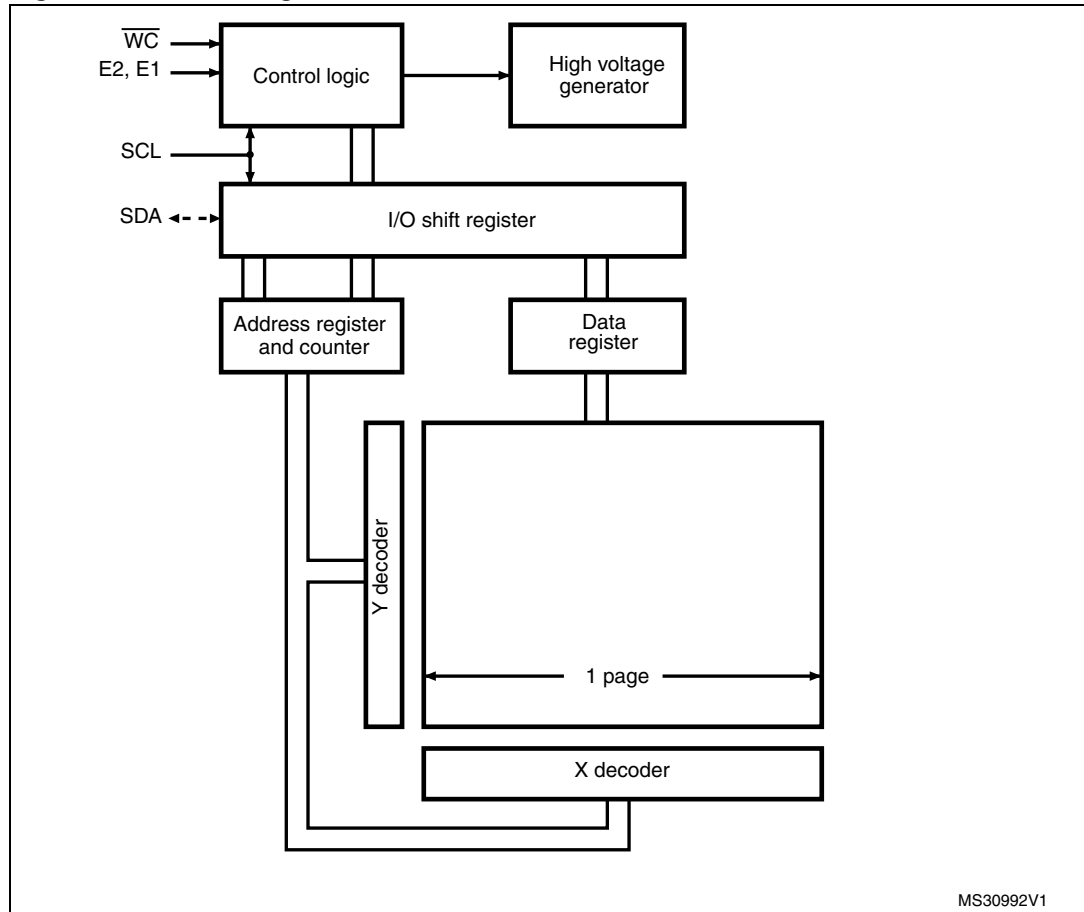 W̅C̅
E2, E1
Control logic
High voltage
generator
SCL
SDA
I/O shift register
Address register
and counter
Data
register
Y decoder
1 page
X decoder
MS30992V1